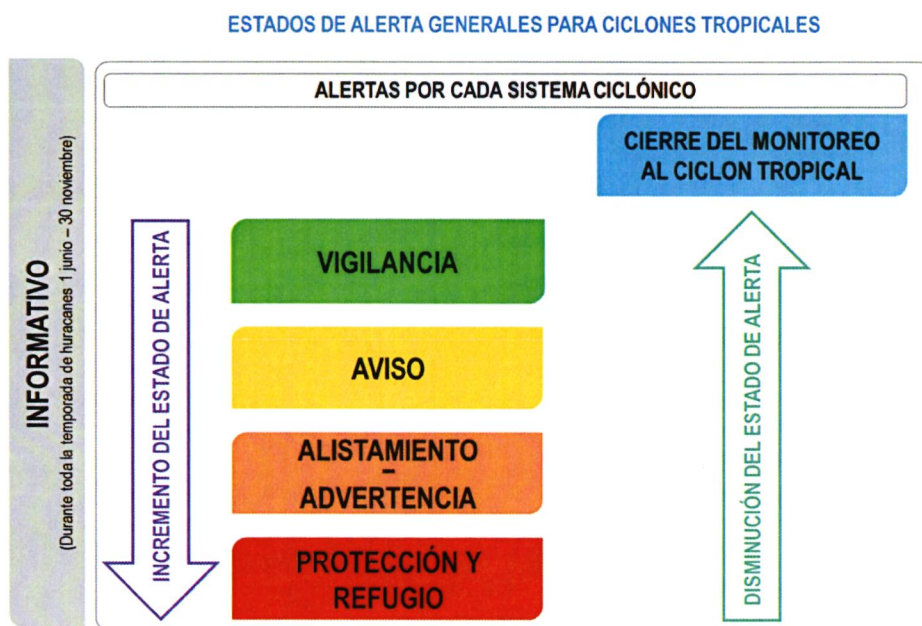 ESTADOS DE ALERTA GENERALES PARA CICLONES TROPICALES
INFORMATIVO
(Durante toda la temporada de huracanes 1 junio – 30 noviembre)
ALERTAS POR CADA SISTEMA CICLÓNICO
CIERRE DEL MONITOREO
AL CICLON TROPICAL
INCREMENTO DEL ESTADO DE ALERTA
VIGILANCIA
AVISO
ALISTAMIENTO
–
ADVERTENCIA
PROTECCIÓN Y
REFUGIO
DISMINUCIÓN DEL ESTADO DE ALERTA